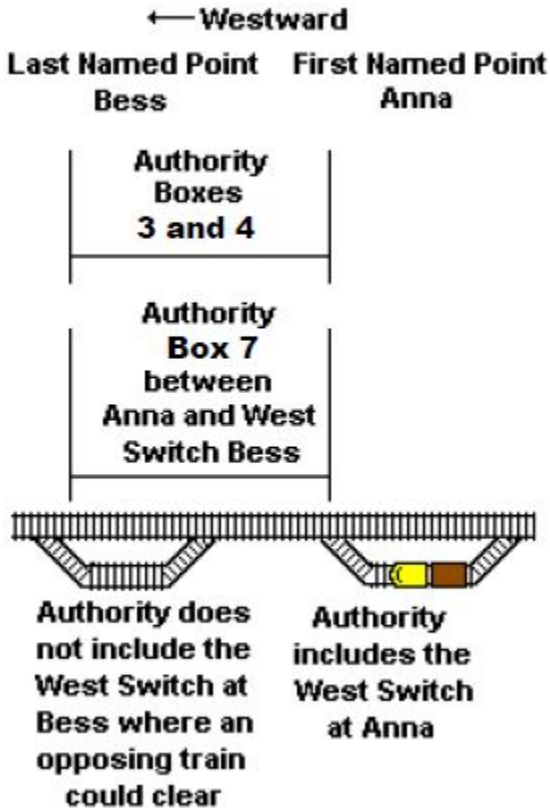 ← Westward
Last Named Point First Named Point
Bess Anna
Authority
Boxes
3 and 4
Authority
Box 7
between
Anna and West
Switch Bess
Authority does
not include the
West Switch at
Bess where an
opposing train
could clear
Authority
includes the
West Switch
at Anna